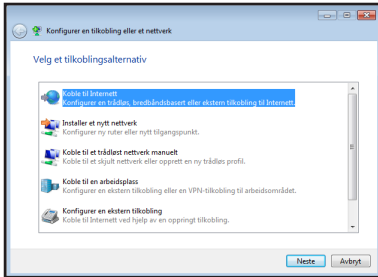 Konfigurer en tilkobling eller et nettverk
Velg et tilkoblingsalternativ
Koble til Internett
Konfigurer en trådløs, bredbåndsbasert eller ekstern tilkobling til Internett.
Installer et nytt nettverk
Konfigurer ny ruter eller nytt tilgangspunkt.
Koble til et trådløst nettverk manuelt
Koble til et skjult nettverk eller opprett en ny trådløs profil.
Koble til en arbeidsplass
Konfigurer en ekstern tilkobling eller en VPN-tilkobling til arbeidsområdet.
Konfigurer en ekstern tilkobling
Koble til Internett ved hjelp av en oppringt tilkobling.
Neste Avbryt